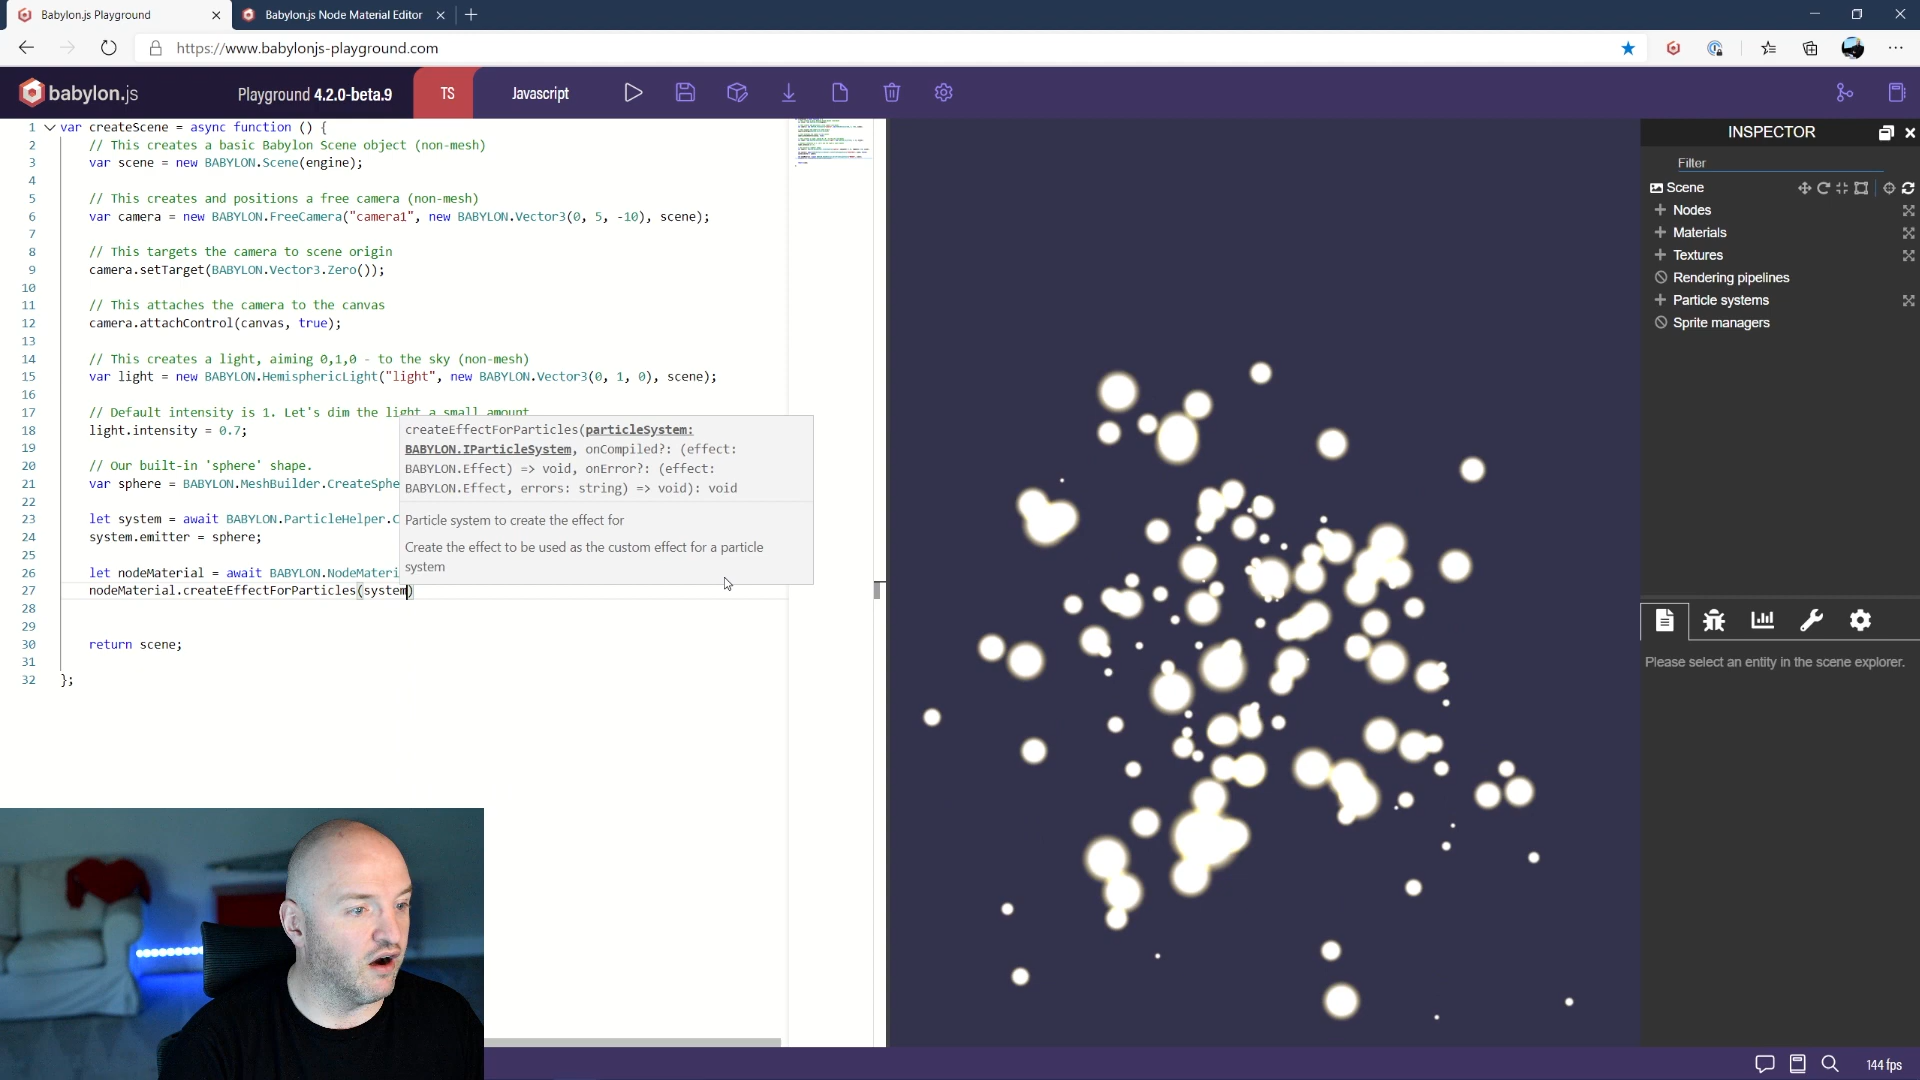 Babylon.js Playground
Babylon.js Node Material Editor
https://www.babylonjs-playground.com
babylon.js
Playground 4.2.0-beta.9
TS
Javascript
1 var createScene = async function () {
2 // This creates a basic Babylon Scene object (non-mesh)
3 var scene = new BABYLON.Scene(engine);
4
5 // This creates and positions a free camera (non-mesh)
6 var camera = new BABYLON.FreeCamera("camera1", new BABYLON.Vector3(0, 5, -10), scene);
7
8 // This targets the camera to scene origin
9 camera.setTarget(BABYLON.Vector3.Zero());
10
11 // This attaches the camera to the canvas
12 camera.attachControl(canvas, true);
13
14 // This creates a light, aiming 0,1,0 - to the sky (non-mesh)
15 var light = new BABYLON.HemisphericLight("light", new BABYLON.Vector3(0, 1, 0), scene);
16
17 // Default intensity is 1. Let's dim the light a small amount
18 light.intensity = 0.7;
19
20 // Our built-in 'sphere' shape.
21 var sphere = BABYLON.MeshBuilder.CreateSphe
22
23 let system = await BABYLON.ParticleHelper.C
24 system.emitter = sphere;
25
26 let nodeMaterial = await BABYLON.NodeMateri
27 nodeMaterial.createEffectForParticles(system)
28
29
30 return scene;
31
32 };
createEffectForParticles(particleSystem:
BABYLON.IParticleSystem, onCompiled?: (effect:
BABYLON.Effect) => void, onError?: (effect:
BABYLON.Effect, errors: string) => void): void
Particle system to create the effect for
Create the effect to be used as the custom effect for a particle
system
INSPECTOR
Filter
Scene
Nodes
Materials
Textures
Rendering pipelines
Particle systems
Sprite managers
Please select an entity in the scene explorer.
144 fps